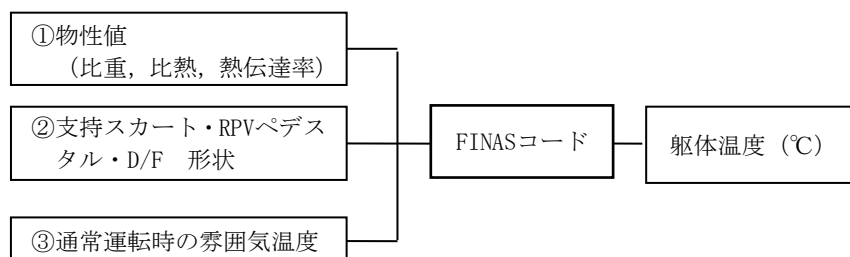 ①物性値
(比重，比熱，熱伝達率)
②支持スカート・RPVペデス
タル・D/F　形状
③通常運転時の雰囲気温度
FINASコード
躯体温度 (℃)